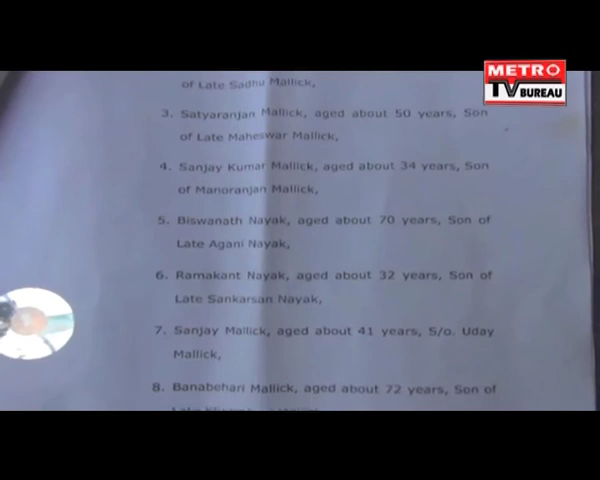 METRO
TV BUREAU
of Late Sadhu Mallick,
3. Satyaranjan Mallick, aged about 50 years, Son
of Late Maheswar Mallick,
4. Sanjay Kumar Mallick, aged about 34 years, Son
of Manoranjan Mallick,
5. Biswanath Nayak, aged about 70 years, Son of
Late Agani Nayak,
6. Ramakant Nayak, aged about 32 years, Son of
Late Sankarsan Nayak,
7. Sanjay Mallick, aged about 41 years, S/o. Uday
Mallick,
8. Banabehari Mallick, aged about 72 years, Son of